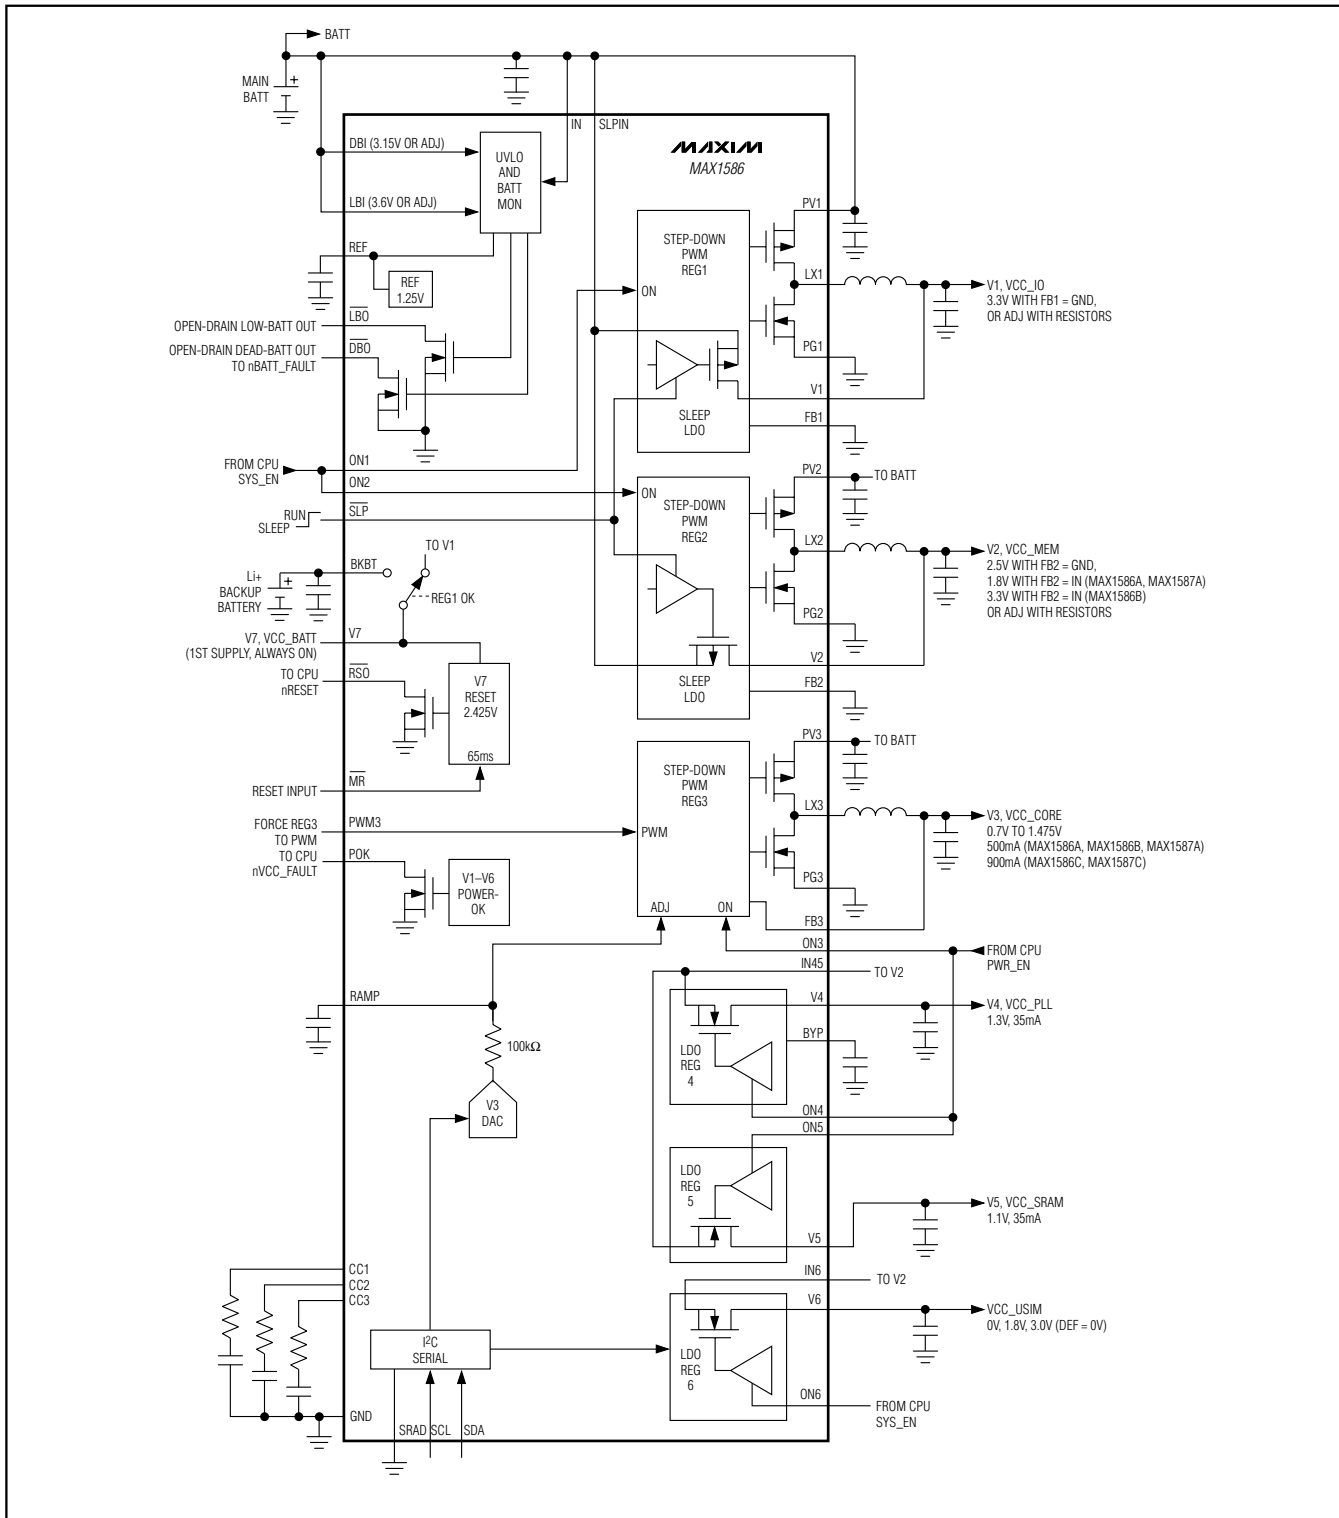 BATT
MAIN
BATT
+
IN
SLPIN
MAXIM
MAX1586
DBI (3.15V OR ADJ)
LBI (3.6V OR ADJ)
UVLO
AND
BATT
MON
REF
REF
1.25V
OPEN-DRAIN LOW-BATT OUT
LBO
OPEN-DRAIN DEAD-BATT OUT
TO nBATT_FAULT
DBO
STEP-DOWN
PWM
REG1
ON
SLEEP
LDO
PV1
LX1
PG1
V1
FB1
V1, VCC_IO
3.3V WITH FB1 = GND,
OR ADJ WITH RESISTORS
FROM CPU
SYS_EN
ON1
ON2
RUN
SLEEP
SLP
ON
STEP-DOWN
PWM
REG2
SLEEP
LDO
PV2
TO BATT
LX2
PG2
V2
FB2
V2, VCC_MEM
2.5V WITH FB2 = GND,
1.8V WITH FB2 = IN (MAX1586A, MAX1587A)
3.3V WITH FB2 = IN (MAX1586B)
OR ADJ WITH RESISTORS
Li+
BACKUP
BATTERY
+
BKBT
TO V1
REG1 OK
V7, VCC_BATT
(1ST SUPPLY, ALWAYS ON)
V7
TO CPU
nRESET
RSO
V7
RESET
2.425V
65ms
RESET INPUT
MR
FORCE REG3
TO PWM
PWM3
TO CPU
nVCC_FAULT
POK
V1–V6
POWER-
OK
STEP-DOWN
PWM
REG3
PWM
ADJ
ON
PV3
TO BATT
LX3
PG3
FB3
V3, VCC_CORE
0.7V TO 1.475V
500mA (MAX1586A, MAX1586B, MAX1587A)
900mA (MAX1586C, MAX1587C)
ON3
FROM CPU
PWR_EN
IN45
TO V2
RAMP
100kΩ
V3
DAC
LDO
REG
4
V4
BYP
ON4
V4, VCC_PLL
1.3V, 35mA
ON5
LDO
REG
5
V5
V5, VCC_SRAM
1.1V, 35mA
CC1
CC2
CC3
GND
I²C
SERIAL
SRAD
SCL
SDA
IN6
TO V2
LDO
REG
6
V6
ON6
VCC_USIM
0V, 1.8V, 3.0V (DEF = 0V)
FROM CPU
SYS_EN